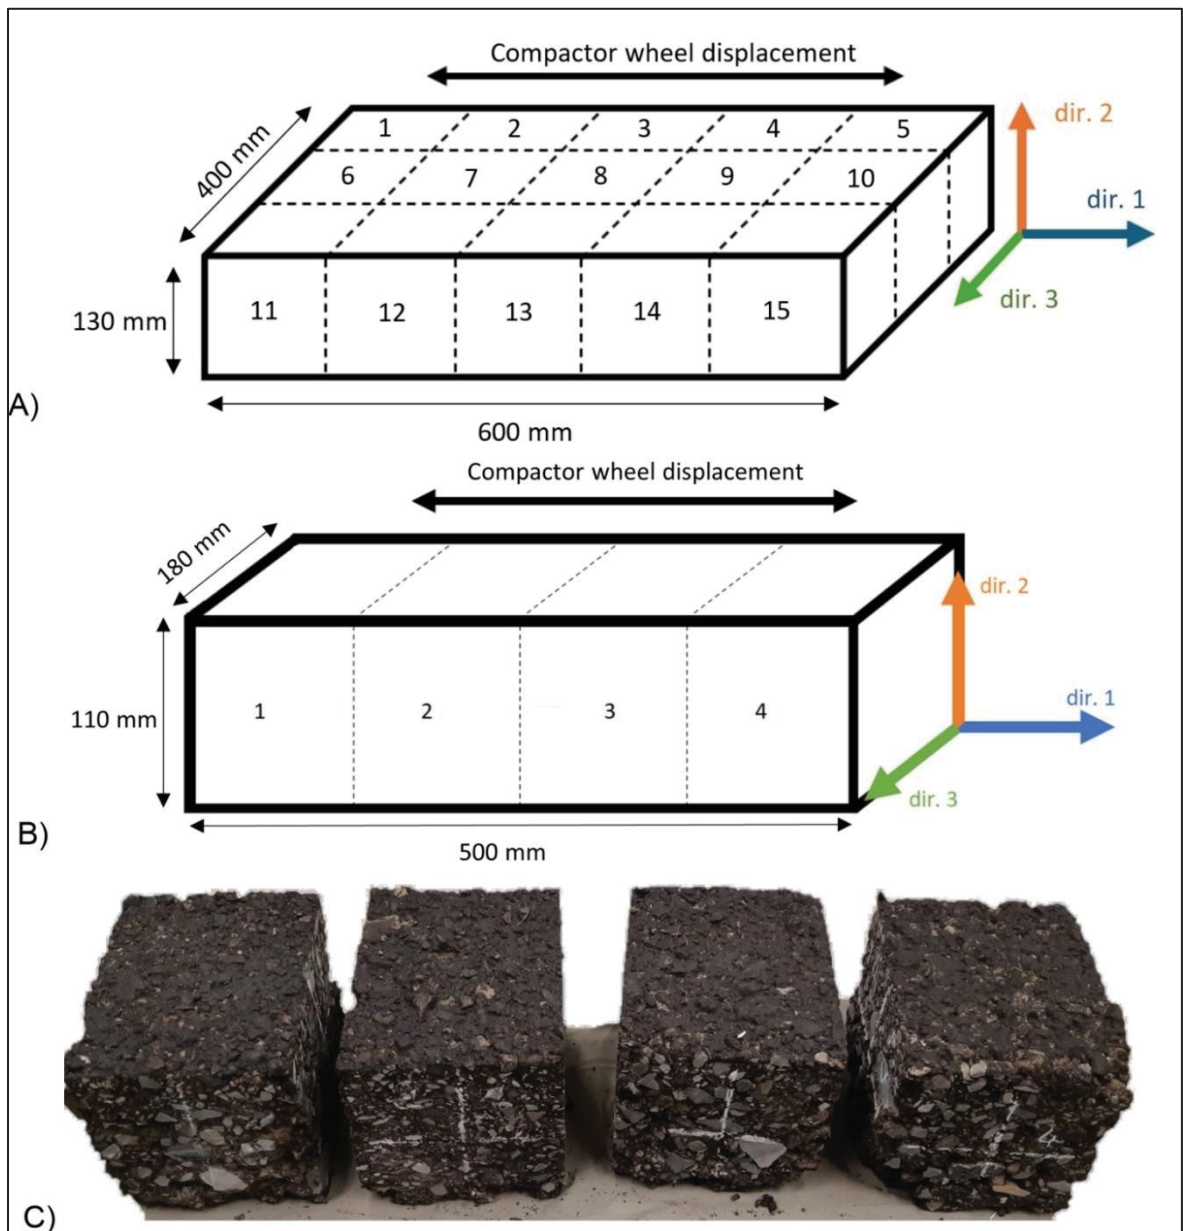 Compactor wheel displacement
400 mm
1 2 3 4 5
6 7 8 9 10
dir. 2
dir. 1
dir. 3
130 mm
11 12 13 14 15
A)
600 mm
Compactor wheel displacement
180 mm
dir. 2
110 mm
1 2 3 4
dir. 1
dir. 3
B)
500 mm
4
C)